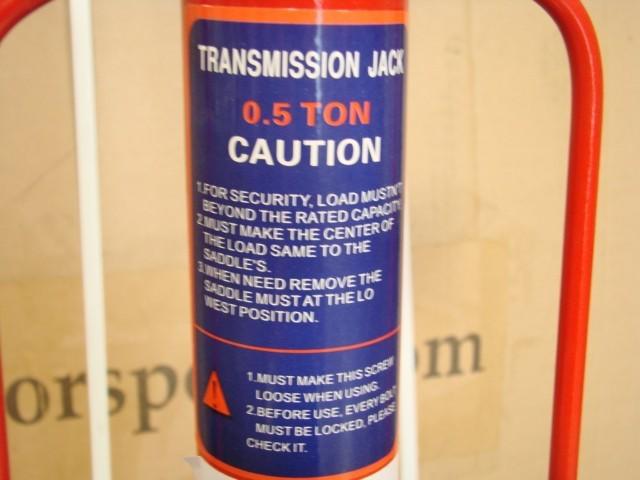 TRANSMISSION JACK
0.5 TON
CAUTION
1.FOR SECURITY, LOAD MUSTN'T
BEYOND THE RATED CAPACITY
2.MUST MAKE THE CENTER OF
THE LOAD SAME TO THE
SADDLE'S.
3.WHEN NEED REMOVE THE
SADDLE MUST AT THE LO
WEST POSITION.
1.MUST MAKE THIS SCREW
LOOSE WHEN USING.
2.BEFORE USE, EVERY BOLT
MUST BE LOCKED, PLEASE
CHECK IT.